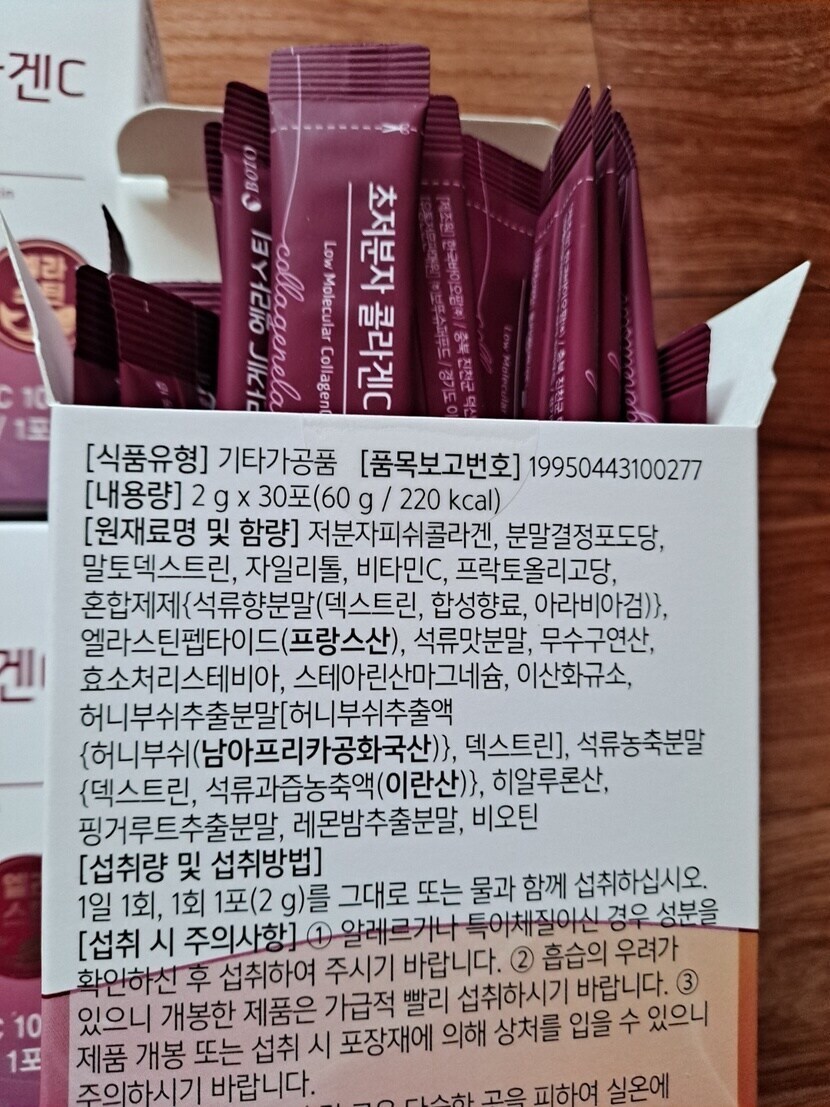 겐C
초저분자 콜라겐C
Low Molecular Collagen
collagenela
Low Molecular
[식품유형] 기타가공품 [품목보고번호] 19950443100277
[내용량] 2 g x 30포(60 g / 220 kcal)
[원재료명 및 함량] 저분자피쉬콜라겐, 분말결정포도당,
말토덱스트린, 자일리톨, 비타민C, 프락토올리고당,
혼합제제{석류향분말(덱스트린, 합성향료, 아라비아검)},
엘라스틴펩타이드(프랑스산), 석류맛분말, 무수구연산,
효소처리스테비아, 스테아린산마그네슘, 이산화규소,
허니부쉬추출분말[허니부쉬추출액
{허니부쉬(남아프리카공화국산)}, 덱스트린], 석류농축분말
{덱스트린, 석류과즙농축액(이란산)}, 히알루론산,
핑거루트추출분말, 레몬밤추출분말, 비오틴
[섭취량 및 섭취방법]
1일 1회, 1회 1포(2 g)를 그대로 또는 물과 함께 섭취하십시오.
[섭취 시 주의사항] ① 알레르기나 특이체질이신 경우 성분을
확인하신 후 섭취하여 주시기 바랍니다. ② 흡습의 우려가
있으니 개봉한 제품은 가급적 빨리 섭취하시기 바랍니다. ③
제품 개봉 또는 섭취 시 포장재에 의해 상처를 입을 수 있으니
주의하시기 바랍니다.
곳을 피하여 실온에